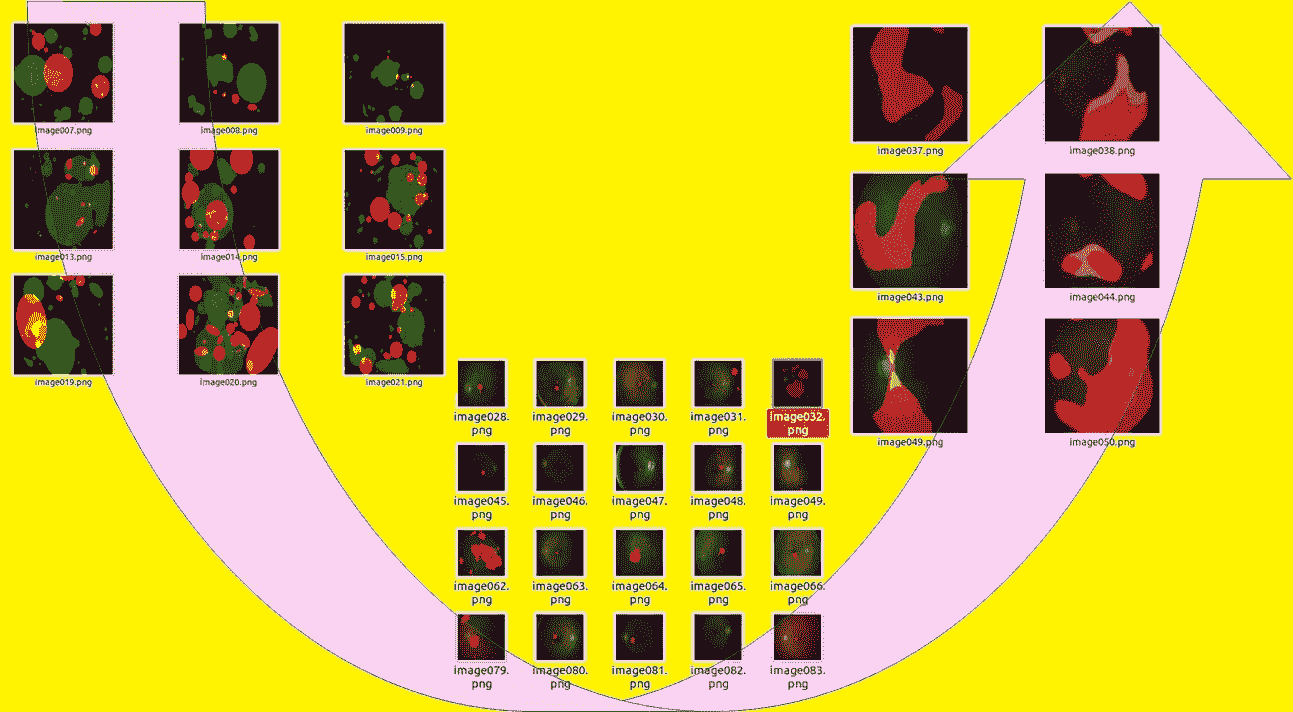 image007.png
image008.png
image009.png
image013.png
image014.png
image015.png
image019.png
image020.png
image021.png
image028.
png
image029.
png
image030.
png
image031.
png
image032.
png
image045.
png
image046.
png
image047.
png
image048.
png
image049.
png
image062.
png
image063.
png
image064.
png
image065.
png
image066.
png
image079.
png
image080.
png
image081.
png
image082.
png
image083.
png
image037.png
image038.png
image043.png
image044.png
image049.png
image050.png